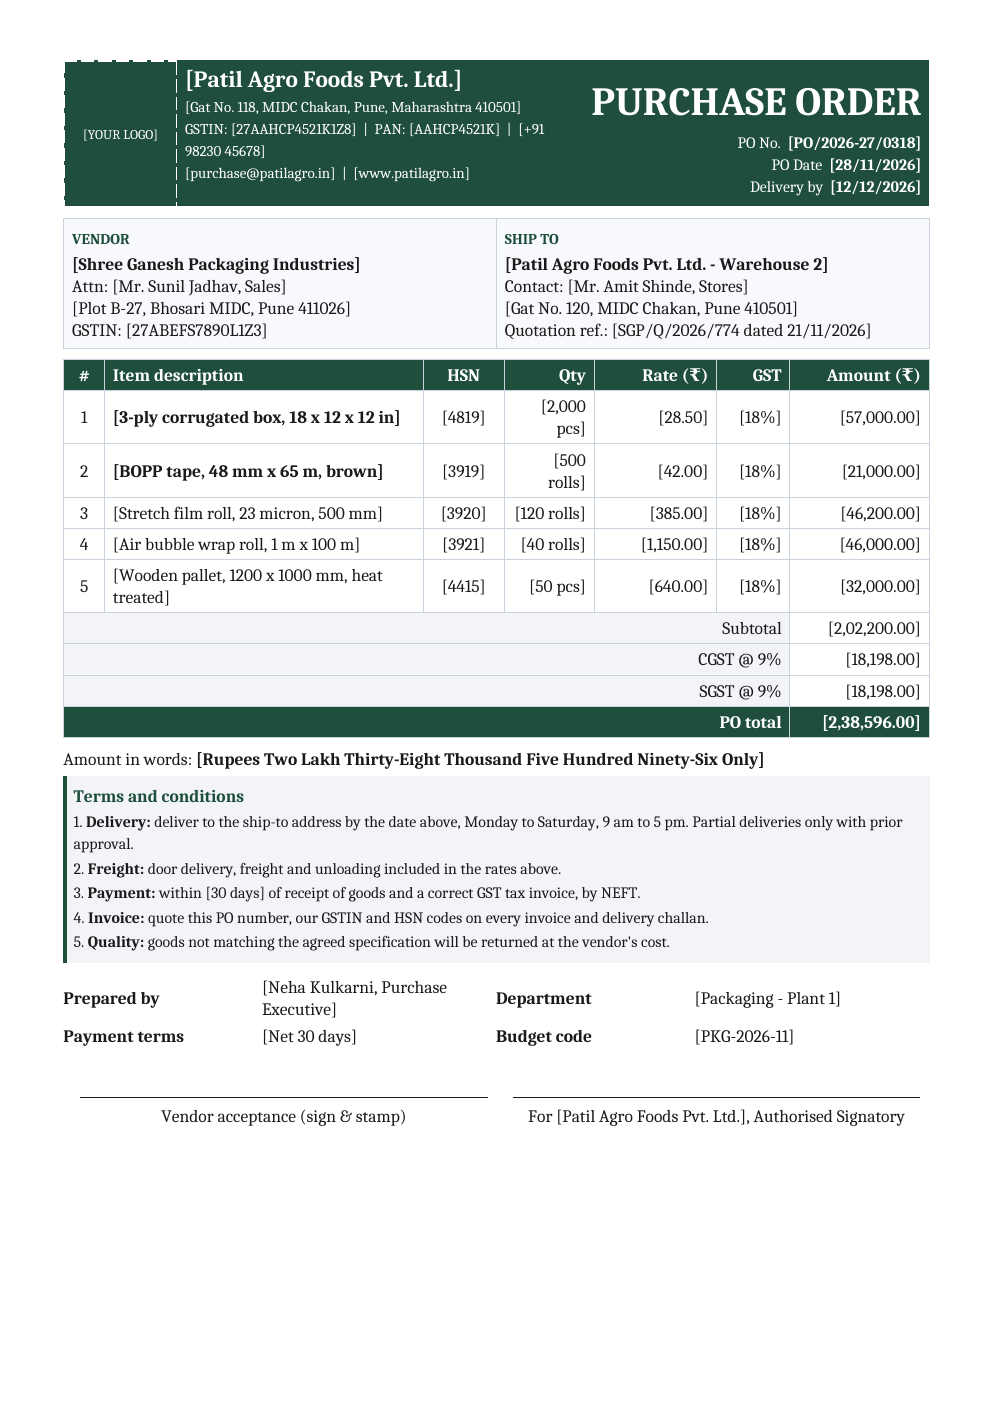 [YOUR LOGO]
[Patil Agro Foods Pvt. Ltd.]
[Gat No. 118, MIDC Chakan, Pune, Maharashtra 410501]
GSTIN: [27AAHCP4521K1Z8] | PAN: [AAHCP4521K] | [+91
98230 45678]
[purchase@patilagro.in] | [www.patilagro.in]
PURCHASE ORDER
PO No. [PO/2026-27/0318]
PO Date [28/11/2026]
Delivery by [12/12/2026]
VENDOR
[Shree Ganesh Packaging Industries]
Attn: [Mr. Sunil Jadhav, Sales]
[Plot B-27, Bhosari MIDC, Pune 411026]
GSTIN: [27ABEFS7890L1Z3]
SHIP TO
[Patil Agro Foods Pvt. Ltd. - Warehouse 2]
Contact: [Mr. Amit Shinde, Stores]
[Gat No. 120, MIDC Chakan, Pune 410501]
Quotation ref.: [SGP/Q/2026/774 dated 21/11/2026]
# Item description HSN Qty Rate (₹) GST Amount (₹)
1 [3-ply corrugated box, 18 x 12 x 12 in] [4819] [2,000 pcs] [28.50] [18%] [57,000.00]
2 [BOPP tape, 48 mm x 65 m, brown] [3919] [500 rolls] [42.00] [18%] [21,000.00]
3 [Stretch film roll, 23 micron, 500 mm] [3920] [120 rolls] [385.00] [18%] [46,200.00]
4 [Air bubble wrap roll, 1 m x 100 m] [3921] [40 rolls] [1,150.00] [18%] [46,000.00]
5 [Wooden pallet, 1200 x 1000 mm, heat treated] [4415] [50 pcs] [640.00] [18%] [32,000.00]
Subtotal [2,02,200.00]
CGST @ 9% [18,198.00]
SGST @ 9% [18,198.00]
PO total [2,38,596.00]
Amount in words: [Rupees Two Lakh Thirty-Eight Thousand Five Hundred Ninety-Six Only]
Terms and conditions
1. Delivery: deliver to the ship-to address by the date above, Monday to Saturday, 9 am to 5 pm. Partial deliveries only with prior
approval.
2. Freight: door delivery, freight and unloading included in the rates above.
3. Payment: within [30 days] of receipt of goods and a correct GST tax invoice, by NEFT.
4. Invoice: quote this PO number, our GSTIN and HSN codes on every invoice and delivery challan.
5. Quality: goods not matching the agreed specification will be returned at the vendor's cost.
Prepared by [Neha Kulkarni, Purchase Executive] Department [Packaging - Plant 1]
Payment terms [Net 30 days] Budget code [PKG-2026-11]
Vendor acceptance (sign & stamp)
For [Patil Agro Foods Pvt. Ltd.], Authorised Signatory